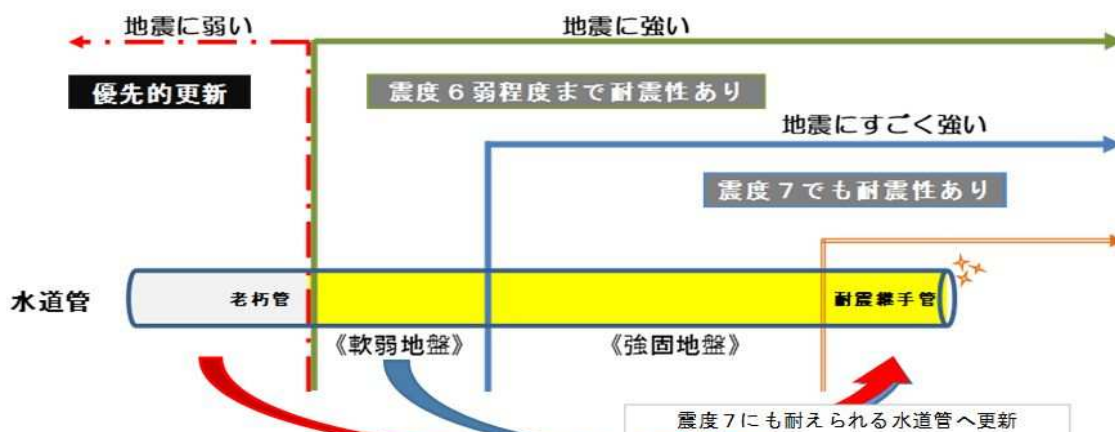 地震に弱い
地震に強い
優先的更新
震度６弱程度まで耐震性あり
地震にすごく強い
震度７でも耐震性あり
水道管
老朽管
耐震継手管
《軟弱地盤》
《強固地盤》
震度７にも耐えられる水道管へ更新